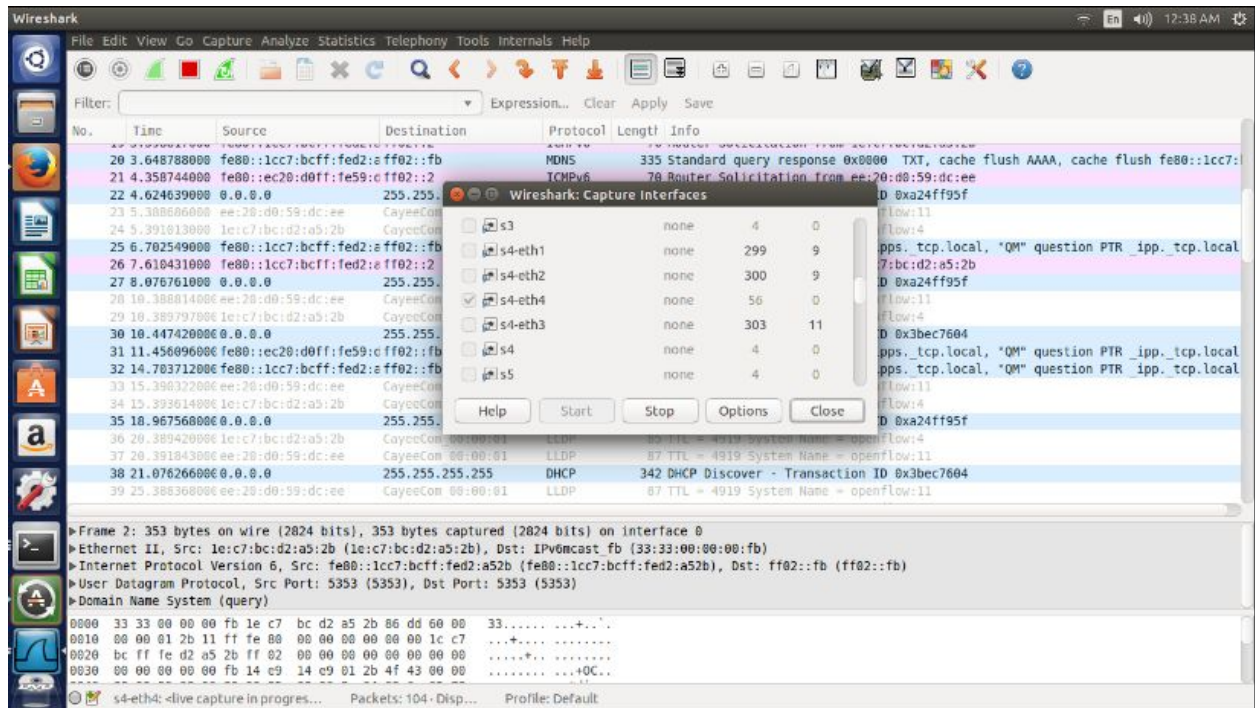 Wireshark
En 12:38 AM
File Edit View Go Capture Analyze Statistics Telephony Tools Internals Help
Filter: Expression... Clear Apply Save
No. Time Source Destination Protocol Lengtl Info
20 3.648788000 fe80::1cc7:bcff:fed2:a ff02::fb MDNS 335 Standard query response 0x0000 TXT, cache flush AAAA, cache flush fe80::1cc7:
21 4.358744000 fe80::ec20:d0ff:fe59:d ff02::2 ICMPv6 70 Router Solicitation from ee:20:d0:59:dc:ee
22 4.624639000 0.0.0.0 255.255. ID 0xa24ff95f
23 5.388686000 ee:20:d0:59:dc:ee CayeeCom flow:11
24 5.391013000 1e:c7:bc:d2:a5:2b CayeeCom flow:4
25 6.702549000 fe80::1cc7:bcff:fed2:a ff02::fb pps._tcp.local, "QM" question PTR _ipp._tcp.local
26 7.610431000 fe80::1cc7:bcff:fed2:a ff02::2 7:bc:d2:a5:2b
27 8.076761000 0.0.0.0 255.255. ID 0xa24ff95f
28 10.38881400 ee:20:d0:59:dc:ee CayeeCom flow:11
29 10.38979700 1e:c7:bc:d2:a5:2b CayeeCom flow:4
30 10.44742000 0.0.0.0 255.255. ID 0x3bec7604
31 11.45609600 fe80::ec20:d0ff:fe59:d ff02::fb pps._tcp.local, "QM" question PTR _ipp._tcp.local
32 14.70371200 fe80::1cc7:bcff:fed2:a ff02::fb pps._tcp.local, "QM" question PTR _ipp._tcp.local
33 15.39032200 ee:20:d0:59:dc:ee CayeeCom flow:11
34 15.39361400 1e:c7:bc:d2:a5:2b CayeeCom flow:4
35 18.96756800 0.0.0.0 255.255. ID 0xa24ff95f
36 20.38942000 1e:c7:bc:d2:a5:2b CayeeCom_00:00:01 LLDP 85 TTL = 4919 System Name = openflow:4
37 20.39184300 ee:20:d0:59:dc:ee CayeeCom_00:00:01 LLDP 87 TTL = 4919 System Name = openflow:11
38 21.07626600 0.0.0.0 255.255.255.255 DHCP 342 DHCP Discover - Transaction ID 0x3bec7604
39 25.38836800 ee:20:d0:59:dc:ee CayeeCom_00:00:01 LLDP 87 TTL = 4919 System Name = openflow:11
Wireshark: Capture Interfaces
s3 none 4 0
s4-eth1 none 299 9
s4-eth2 none 300 9
s4-eth4 none 56 0
s4-eth3 none 303 11
s4 none 4 0
s5 none 4 0
Help Start Stop Options Close
Frame 2: 353 bytes on wire (2824 bits), 353 bytes captured (2824 bits) on interface 0
Ethernet II, Src: 1e:c7:bc:d2:a5:2b (1e:c7:bc:d2:a5:2b), Dst: IPv6mcast_fb (33:33:00:00:00:fb)
Internet Protocol Version 6, Src: fe80::1cc7:bcff:fed2:a52b (fe80::1cc7:bcff:fed2:a52b), Dst: ff02::fb (ff02::fb)
User Datagram Protocol, Src Port: 5353 (5353), Dst Port: 5353 (5353)
Domain Name System (query)
0000 33 33 00 00 00 fb 1e c7 bc d2 a5 2b 86 dd 60 00 33...... ...+..`.
0010 00 00 01 2b 11 ff fe 80 00 00 00 00 00 00 1c c7 ...+.... ........
0020 bc ff fe d2 a5 2b ff 02 00 00 00 00 00 00 00 00 .....+.. ........
0030 00 00 00 00 00 fb 14 e9 14 e9 01 2b 4f 43 00 00 ........ ...+OC..
s4-eth4: <live capture in progres... Packets: 104 · Disp... Profile: Default